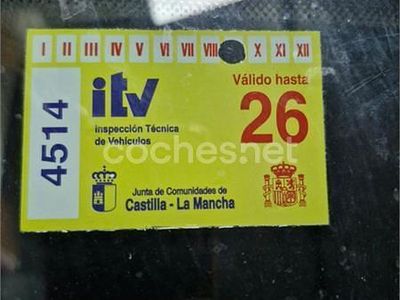 I II III IV V VI VII VIII X XI XII
4514
itv
Inspección Técnica
de Vehículos
Válido hasta
26
coches.net
Junta de Comunidades de
Castilla - La Mancha